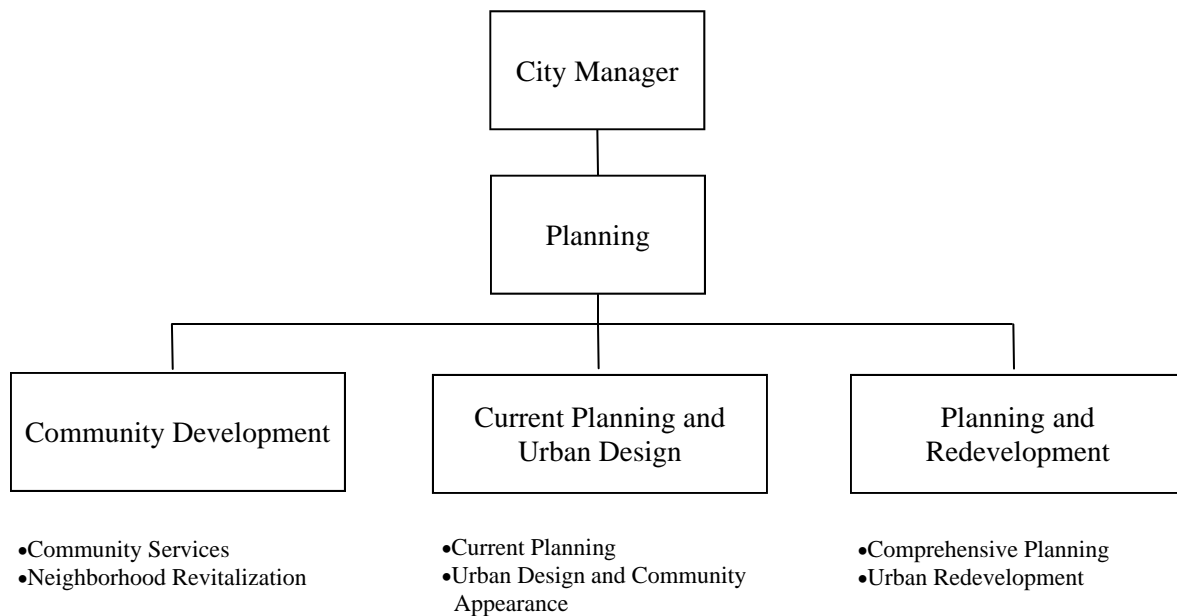 City Manager
Planning
Community Development
Current Planning and
Urban Design
Planning and
Redevelopment
•Community Services
•Neighborhood Revitalization
•Current Planning
•Urban Design and Community
Appearance
•Comprehensive Planning
•Urban Redevelopment